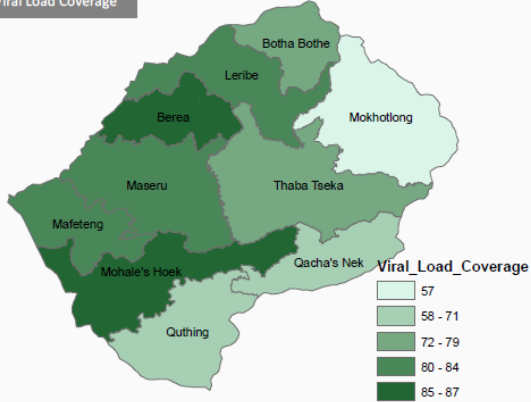 Viral Load Coverage
Botha Bothe
Leribe
Berea
Mokhotlong
Maseru
Thaba Tseka
Mafeteng
Mohale's Hoek
Qacha's Nek
Quthing
Viral_Load_Coverage
57
58 - 71
72 - 79
80 - 84
85 - 87